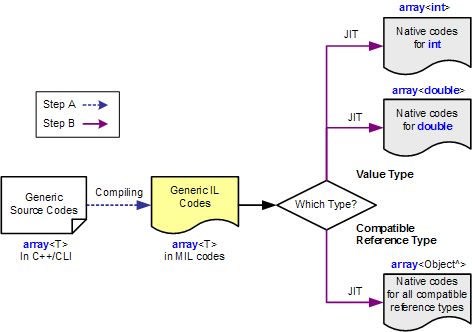 array<int>
JIT
Native codes
for int
array<double>
Step A
Step B
JIT
Native codes
for double
Value Type
Generic
Source Codes
Compiling
Generic IL
Codes
Which Type?
array<T>
In C++/CLI
array<T>
in MIL codes
Compatible
Reference Type
array<Object^>
JIT
Native codes
for all compatible
reference types